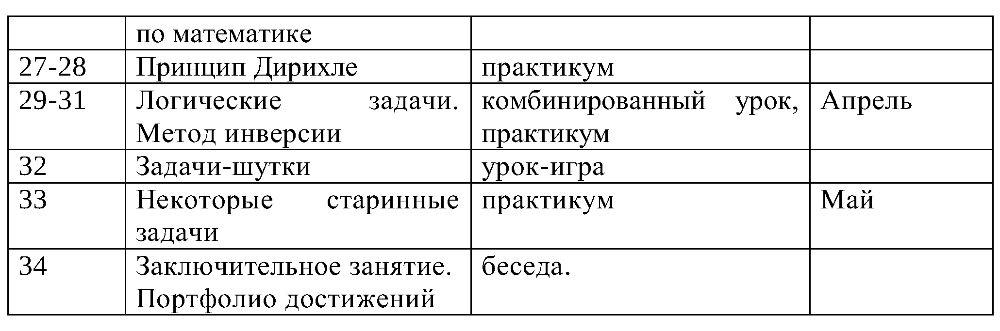 по математике
27-28 Принцип Дирихле практикум
29-31 Логические задачи. комбинированный урок, Апрель
Метод инверсии практикум
32 Задачи-шутки урок-игра
33 Некоторые старинные практикум Май
задачи
34 Заключительное занятие. беседа.
Портфолио достижений